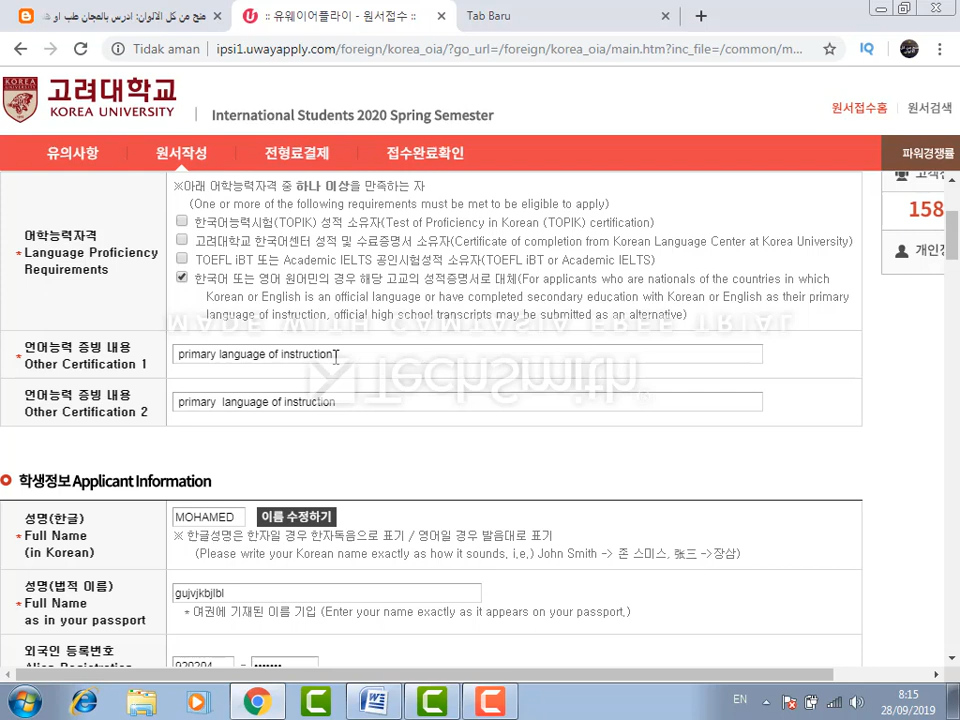 منح من كل الالوان: ادرس بالمجان طب او ه
:: 유웨이어플라이 - 원서접수 ::
Tab Baru
Tidak aman
ipsi1.uwayapply.com/foreign/korea_oia/?go_url=/foreign/korea_oia/main.htm?inc_file=/common/m...
IQ
KOREA
고려대학교
KOREA UNIVERSITY
International Students 2020 Spring Semester
원서접수홈
원서검색
유의사항
원서작성
전형료결제
접수완료확인
파워경쟁률
고객
158
개인정
어학능력자격
* Language Proficiency
Requirements
※아래 어학능력자격 중 하나 이상을 만족하는 자
(One or more of the following requirements must be met to be eligible to apply)
한국어능력시험(TOPIK) 성적 소유자(Test of Proficiency in Korean (TOPIK) certification)
고려대학교 한국어센터 성적 및 수료증명서 소유자(Certificate of completion from Korean Language Center at Korea University)
TOEFL iBT 또는 Academic IELTS 공인시험성적 소유자(TOEFL iBT or Academic IELTS)
한국어 또는 영어 원어민의 경우 해당 고교의 성적증명서로 대체(For applicants who are nationals of the countries in which
Korean or English is an official language or have completed secondary education with Korean or English as their primary
language of instruction, official high school transcripts may be submitted as an alternative)
MADE WITH CAMTASIA FREE TRIAL
TechSmith
언어능력 증빙 내용
* Other Certification 1
primary language of instruction
언어능력 증빙 내용
Other Certification 2
primary language of instruction
학생정보 Applicant Information
성명(한글)
* Full Name
(in Korean)
MOHAMED
이름 수정하기
※ 한글성명은 한자일 경우 한자독음으로 표기 / 영어일 경우 발음대로 표기
(Please write your Korean name exactly as how it sounds, i.e.) John Smith -> 존 스미스, 张三 ->장삼)
성명(법적 이름)
* Full Name
as in your passport
gujvjkbjlbl
* 여권에 기재된 이름 기입 (Enter your name exactly as it appears on your passport.)
외국인 등록번호
Alien Registration
920204 - •••••••
EN
8:15
28/09/2019